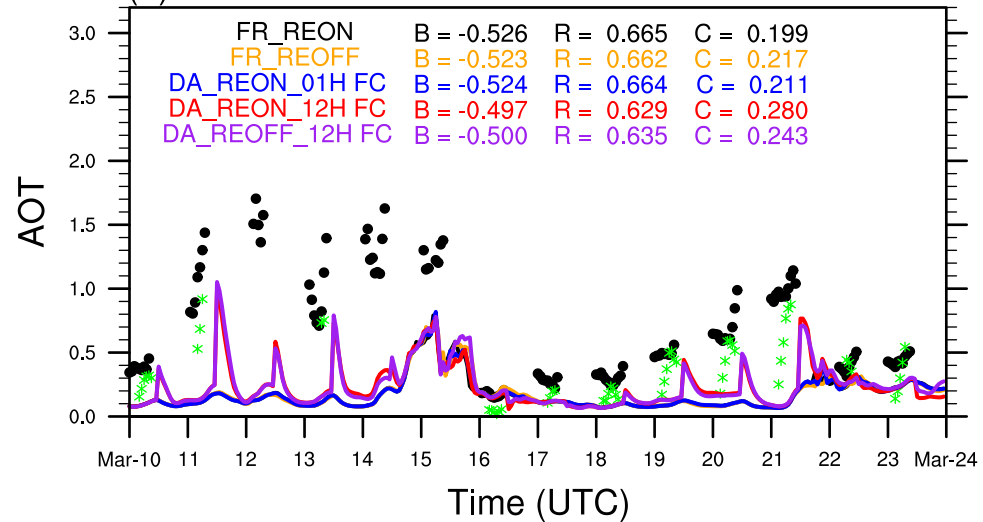 FR_REON B = -0.526 R = 0.665 C = 0.199
FR_REOFF B = -0.523 R = 0.662 C = 0.217
DA_REON_01H FC B = -0.524 R = 0.664 C = 0.211
DA_REON_12H FC B = -0.497 R = 0.629 C = 0.280
DA_REOFF_12H FC B = -0.500 R = 0.635 C = 0.243
3.0
2.5
2.0
1.5
1.0
0.5
0.0
AOT
Mar-10 11 12 13 14 15 16 17 18 19 20 21 22 23 Mar-24
Time (UTC)